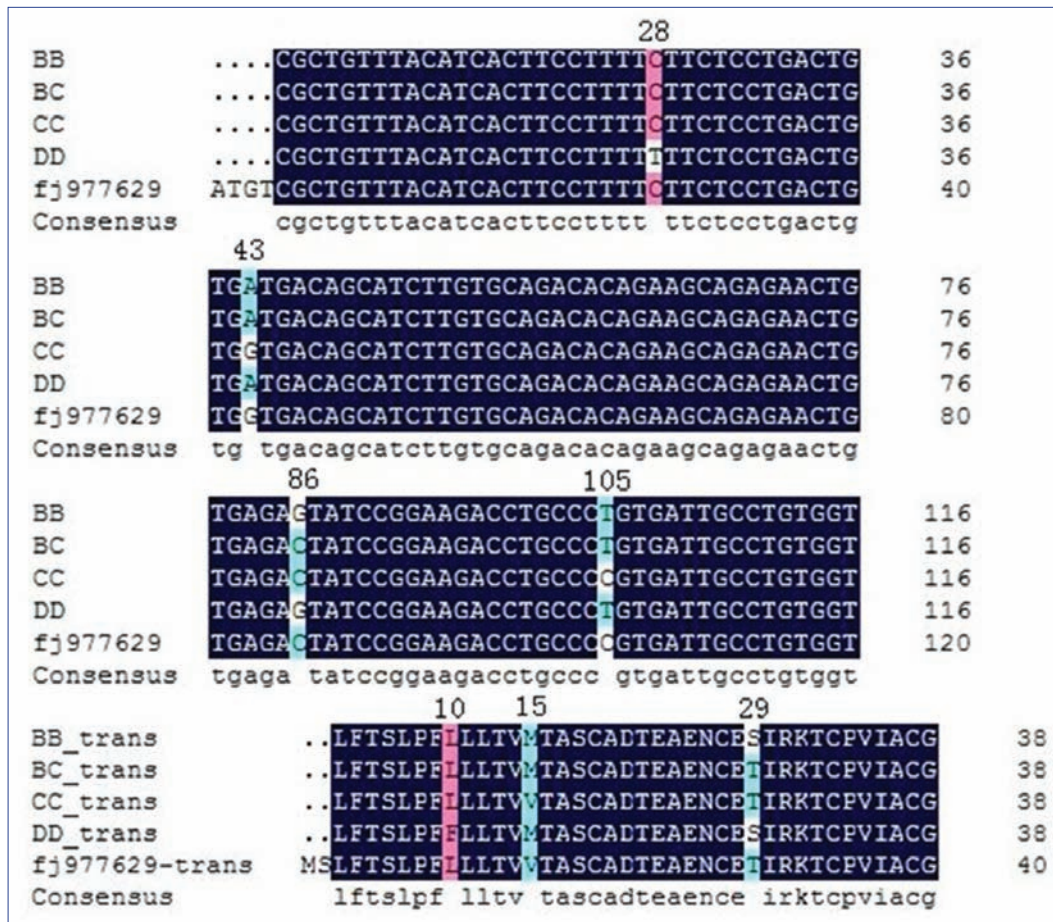 28
BB ....CGCTGTTTACATCACTTCCTTTTCTTCTCCTGACTG 36
BC ....CGCTGTTTACATCACTTCCTTTTCTTCTCCTGACTG 36
CC ....CGCTGTTTACATCACTTCCTTTTCTTCTCCTGACTG 36
DD ....CGCTGTTTACATCACTTCCTTTTTTTCTCCTGACTG 36
fj977629 ATGTCGCTGTTTACATCACTTCCTTTTCTTCTCCTGACTG 40
Consensus cgctgtttacatcacttcctttt ttctcctgactg
43
BB TGATGACAGCATCTTGTGCAGACACAGAAGCAGAGAACTG 76
BC TGATGACAGCATCTTGTGCAGACACAGAAGCAGAGAACTG 76
CC TGGTGACAGCATCTTGTGCAGACACAGAAGCAGAGAACTG 76
DD TGATGACAGCATCTTGTGCAGACACAGAAGCAGAGAACTG 76
fj977629 TGGTGACAGCATCTTGTGCAGACACAGAAGCAGAGAACTG 80
Consensus tg tgacagcatcttgtgcagacacagaagcagagaactg
86 105
BB TGAGAGTATCCGGAAGACCTGCCCTGTGATTGCCTGTGGT 116
BC TGAGACTATCCGGAAGACCTGCCCTGTGATTGCCTGTGGT 116
CC TGAGACTATCCGGAAGACCTGCCCCGTGATTGCCTGTGGT 116
DD TGAGAGTATCCGGAAGACCTGCCCTGTGATTGCCTGTGGT 116
fj977629 TGAGACTATCCGGAAGACCTGCCCCGTGATTGCCTGTGGT 120
Consensus tgaga tatccggaagacctgccc gtgattgcctgtggt
10 15 29
BB_trans ..LFTSLPFLLLTVMTASCADTEAENCESIRKTCPVIACG 38
BC_trans ..LFTSLPFLLLTVMTASCADTEAENCETIRKTCPVIACG 38
CC_trans ..LFTSLPFLLLTVVTASCADTEAENCETIRKTCPVIACG 38
DD_trans ..LFTSLPFFLLTVMTASCADTEAENCESIRKTCPVIACG 38
fj977629-trans MSLFTSLPFLLLTVVTASCADTEAENCETIRKTCPVIACG 40
Consensus lftslpf lltv tascadteaence irktcpviacg